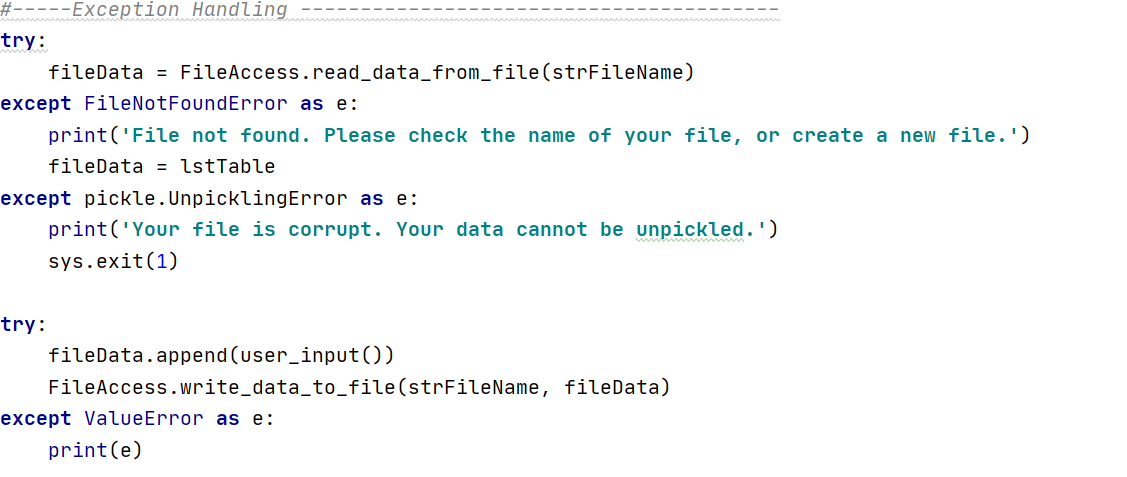 #-----Exception Handling ----------------------------------------
try:
    fileData = FileAccess.read_data_from_file(strFileName)
except FileNotFoundError as e:
    print('File not found. Please check the name of your file, or create a new file.')
    fileData = lstTable
except pickle.UnpicklingError as e:
    print('Your file is corrupt. Your data cannot be unpickled.')
    sys.exit(1)

try:
    fileData.append(user_input())
    FileAccess.write_data_to_file(strFileName, fileData)
except ValueError as e:
    print(e)